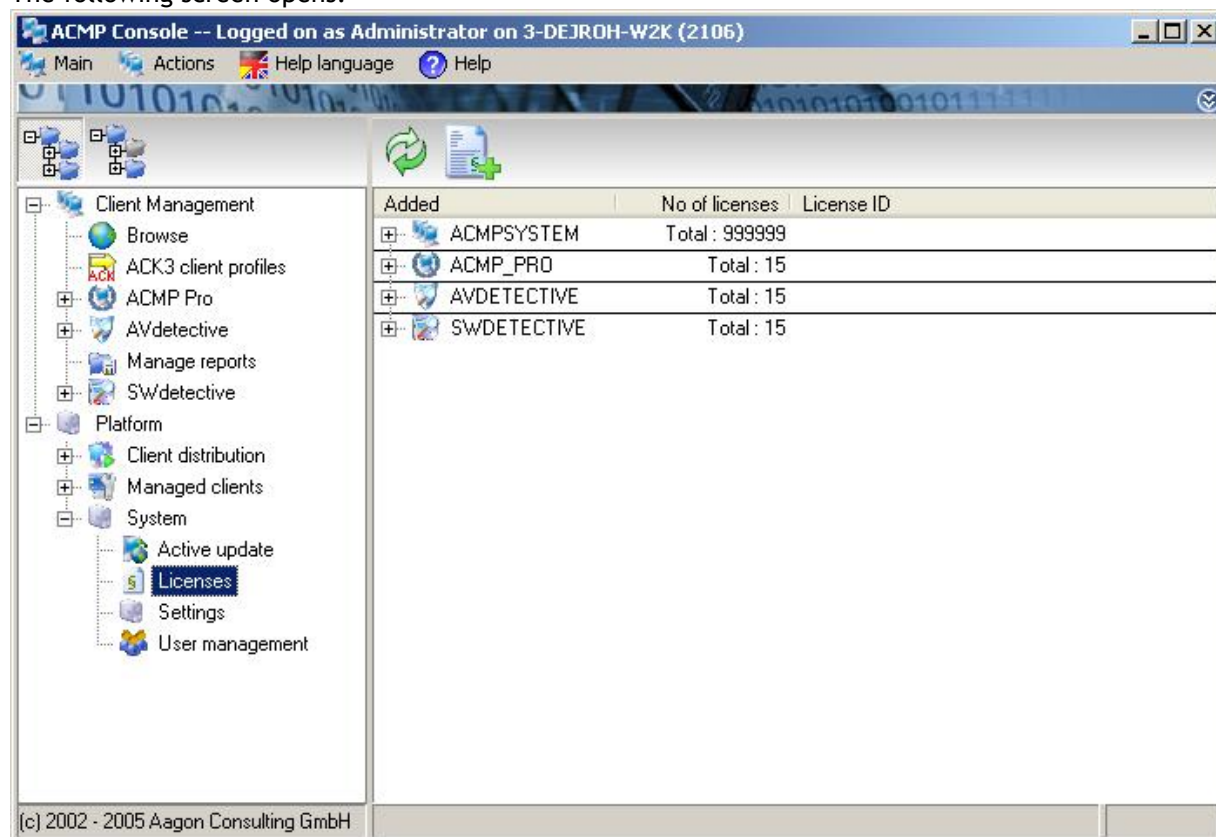 The following screen opens:
ACMP Console -- Logged on as Administrator on 3-DEJROH-W2K (2106)
Main Actions Help language Help
Client Management
Browse
ACK3 client profiles
ACMP Pro
AVdetective
Manage reports
SWdetective
Platform
Client distribution
Managed clients
System
Active update
Licenses
Settings
User management
Added No of licenses License ID
ACMPSYSTEM Total : 999999
ACMP_PRO Total : 15
AVDETECTIVE Total : 15
SWDETECTIVE Total : 15
(c) 2002 - 2005 Aagon Consulting GmbH